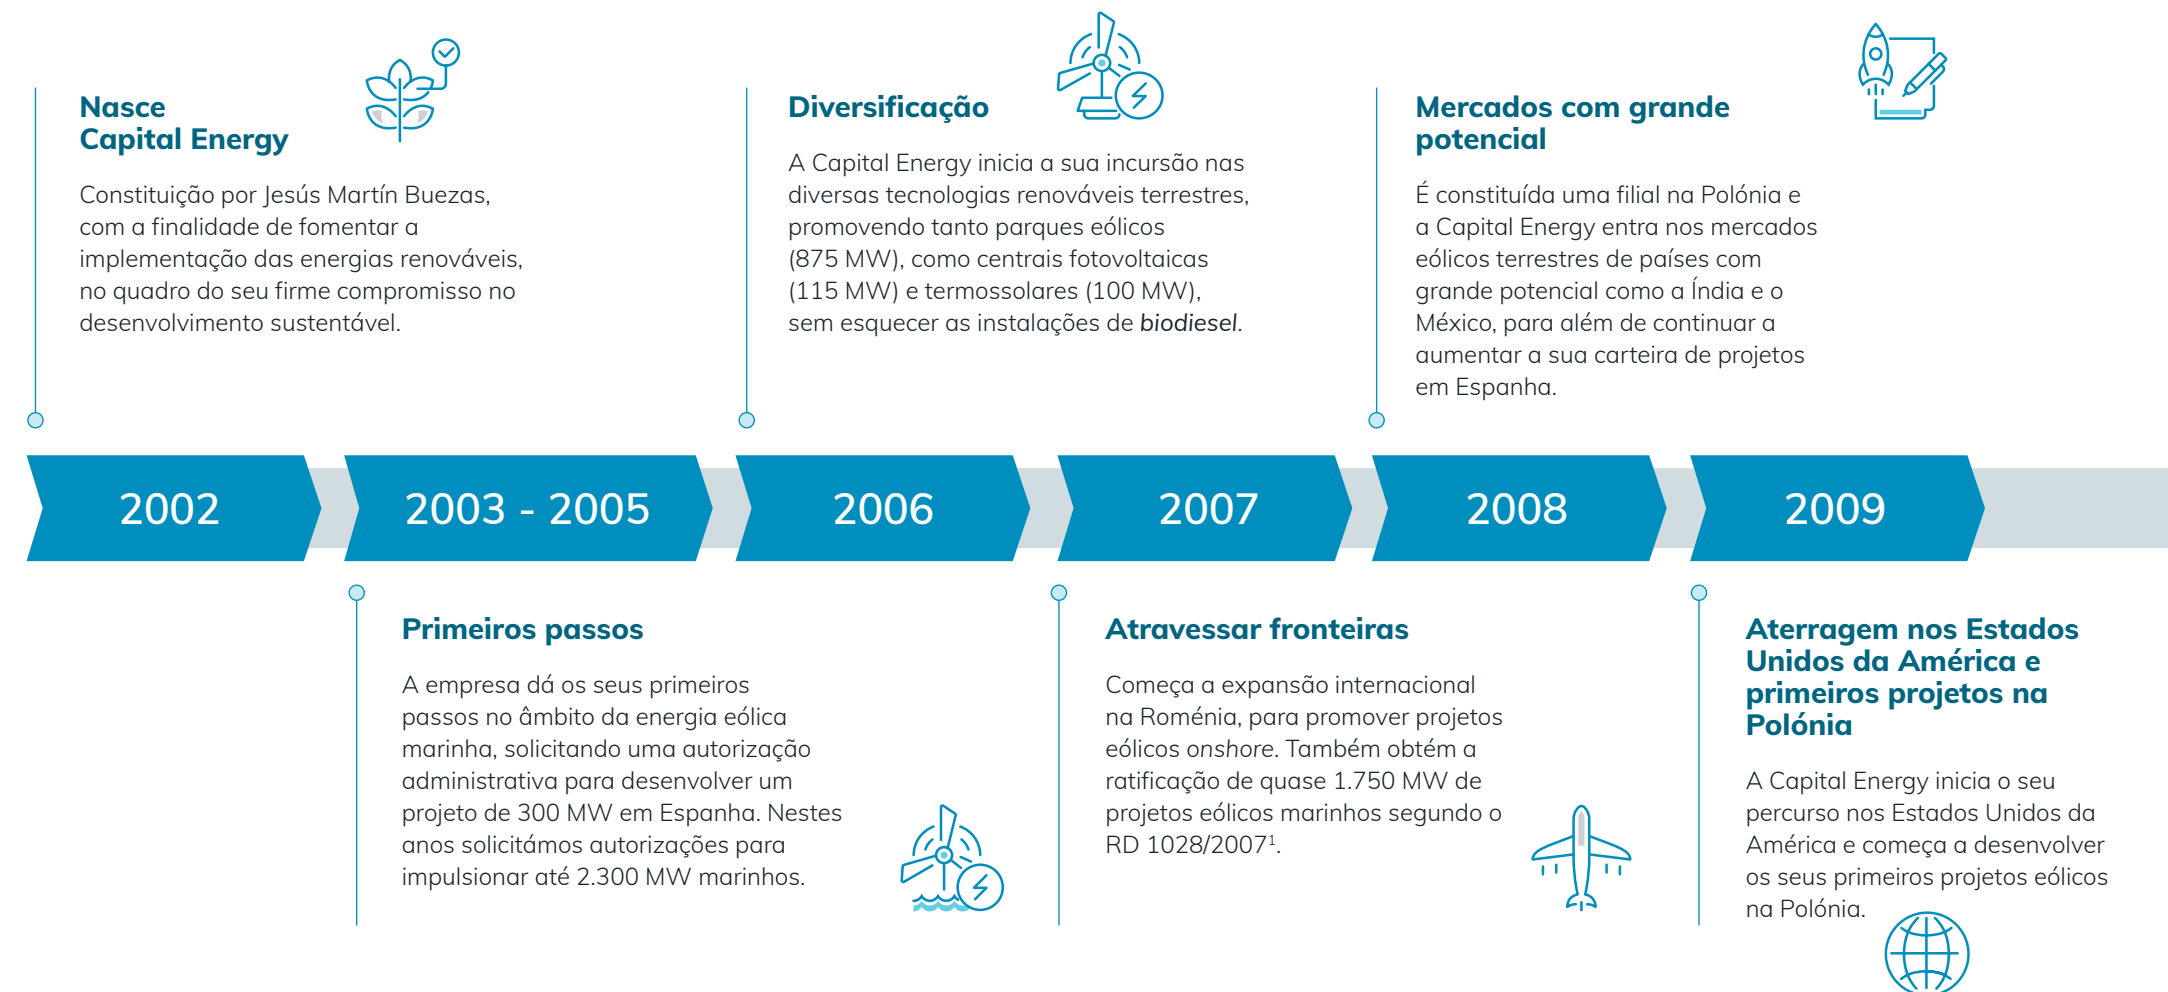 Nasce
Capital Energy
Constituição por Jesús Martín Buezas,
com a finalidade de fomentar a
implementação das energias renováveis,
no quadro do seu firme compromisso no
desenvolvimento sustentável.
Diversificação
A Capital Energy inicia a sua incursão nas
diversas tecnologias renováveis terrestres,
promovendo tanto parques eólicos
(875 MW), como centrais fotovoltaicas
(115 MW) e termossolares (100 MW),
sem esquecer as instalações de biodiesel.
Mercados com grande
potencial
É constituída uma filial na Polónia e
a Capital Energy entra nos mercados
eólicos terrestres de países com
grande potencial como a Índia e o
México, para além de continuar a
aumentar a sua carteira de projetos
em Espanha.
2002
2003 - 2005
2006
2007
2008
2009
Primeiros passos
A empresa dá os seus primeiros
passos no âmbito da energia eólica
marinha, solicitando uma autorização
administrativa para desenvolver um
projeto de 300 MW em Espanha. Nestes
anos solicitámos autorizações para
impulsionar até 2.300 MW marinhos.
Atravessar fronteiras
Começa a expansão internacional
na Roménia, para promover projetos
eólicos onshore. Também obtém a
ratificação de quase 1.750 MW de
projetos eólicos marinhos segundo o
RD 1028/2007¹.
Aterragem nos Estados
Unidos da América e
primeiros projetos na
Polónia
A Capital Energy inicia o seu
percurso nos Estados Unidos da
América e começa a desenvolver
os seus primeiros projetos eólicos
na Polónia.